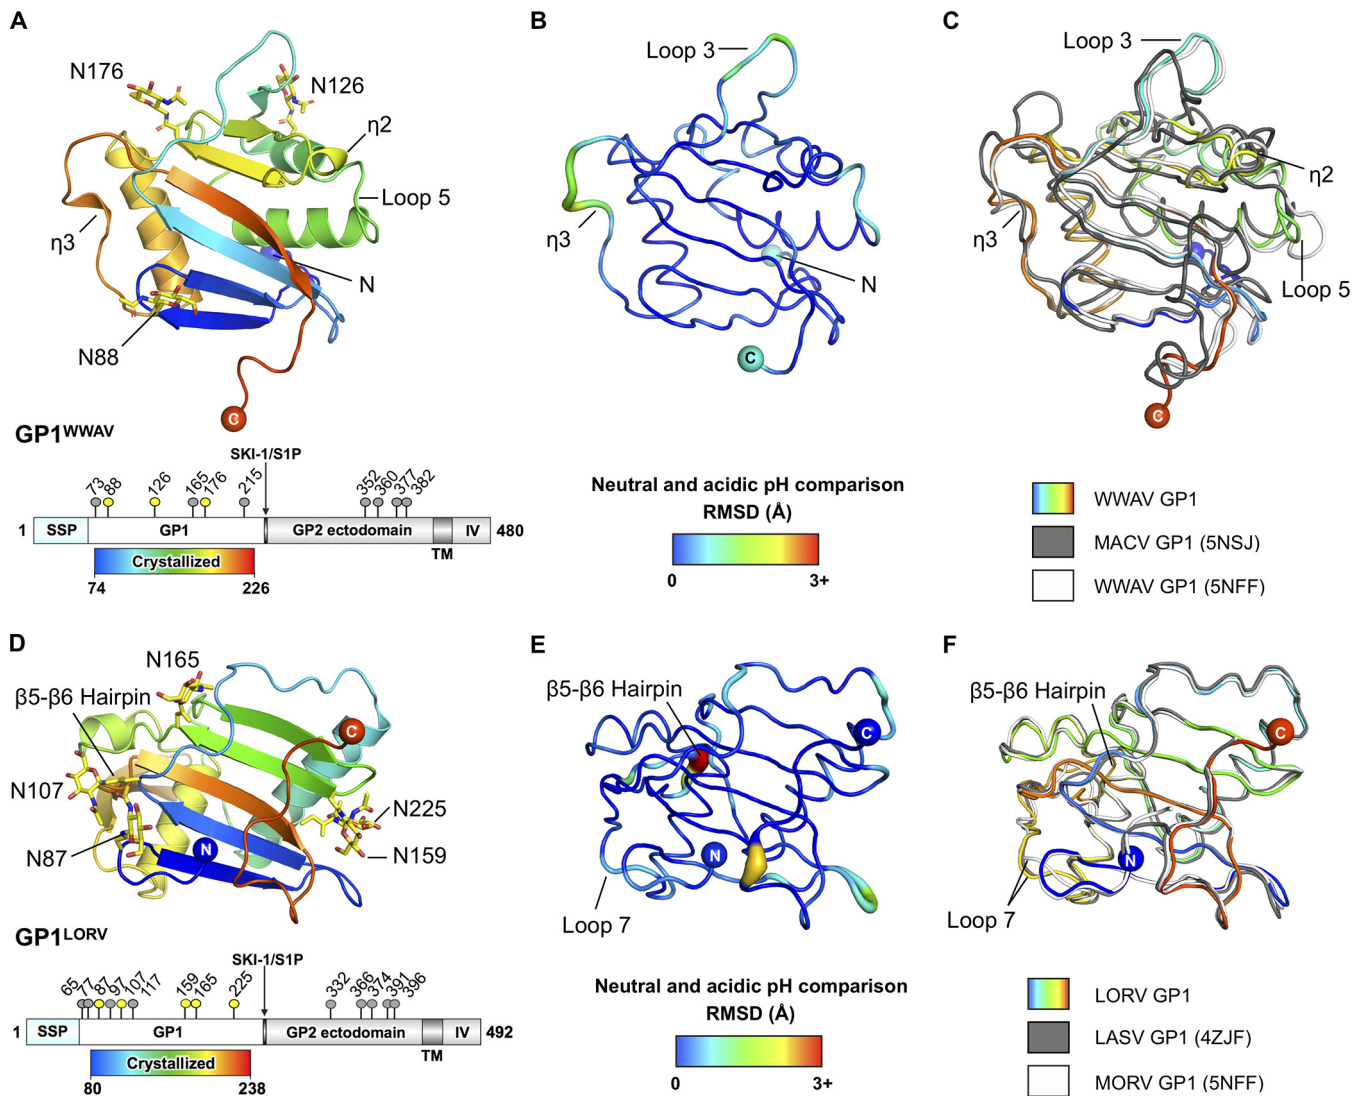 A
N176
N126
η2
Loop 5
η3
N
N88
C
B
Loop 3
η3
N
C
C
Loop 3
η2
η3
Loop 5
C
GP1WWAV
SKI-1/S1P
73 88 126 165 176 215 352 360 377 382
1 SSP GP1 GP2 ectodomain IV 480
TM
Crystallized
74 226
Neutral and acidic pH comparison
RMSD (Å)
0 3+
WWAV GP1
MACV GP1 (5NSJ)
WWAV GP1 (5NFF)
D
N165
β5-β6 Hairpin
C
N107
N225
N87
N
N159
E
β5-β6 Hairpin
C
N
Loop 7
F
β5-β6 Hairpin
C
N
Loop 7
GP1LORV
SKI-1/S1P
65 77 87 97 107 117 159 165 225 332 366 374 391 396
1 SSP GP1 GP2 ectodomain IV 492
TM
Crystallized
80 238
Neutral and acidic pH comparison
RMSD (Å)
0 3+
LORV GP1
LASV GP1 (4ZJF)
MORV GP1 (5NFF)